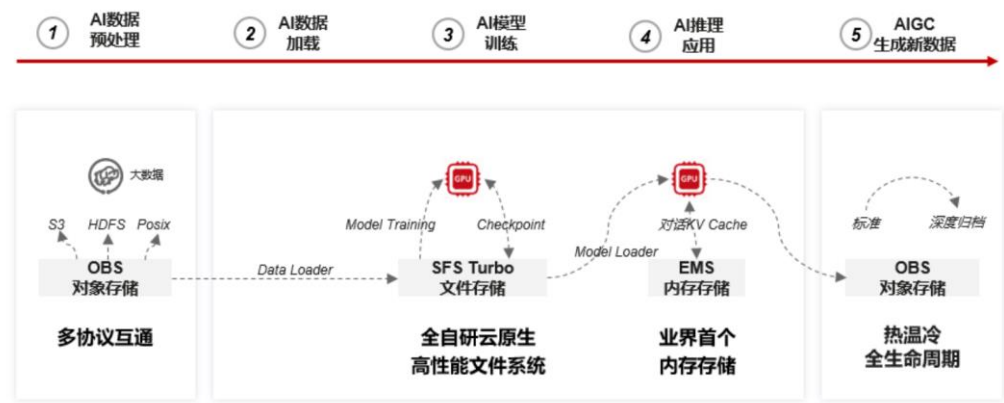 1
AI数据
预处理
2
AI数据
加载
3
AI模型
训练
4
AI推理
应用
5
AIGC
生成新数据
大数据
S3
HDFS
Posix
OBS
对象存储
多协议互通
Data Loader
GPU
Model Training
Checkpoint
SFS Turbo
文件存储
全自研云原生
高性能文件系统
Model Loader
GPU
对话KV Cache
EMS
内存存储
业界首个
内存存储
标准
深度归档
OBS
对象存储
热温冷
全生命周期